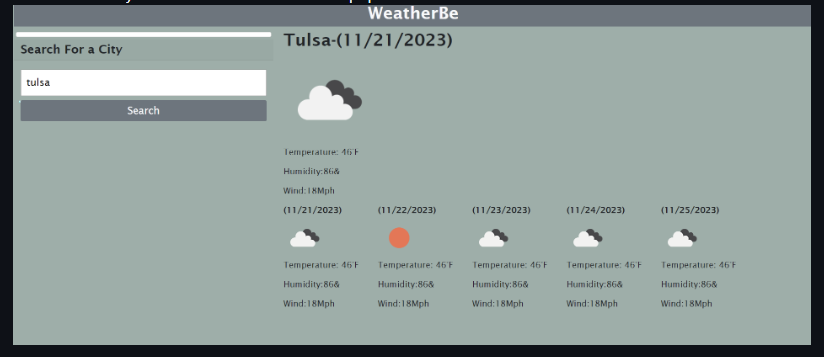 WeatherBe
Search For a City
tulsa
Search
Tulsa-(11/21/2023)
Temperature: 46°F
Humidity:86&
Wind:18Mph
(11/21/2023) (11/22/2023) (11/23/2023) (11/24/2023) (11/25/2023)
Temperature: 46°F Temperature: 46°F Temperature: 46°F Temperature: 46°F Temperature: 46°F
Humidity:86& Humidity:86& Humidity:86& Humidity:86& Humidity:86&
Wind:18Mph Wind:18Mph Wind:18Mph Wind:18Mph Wind:18Mph